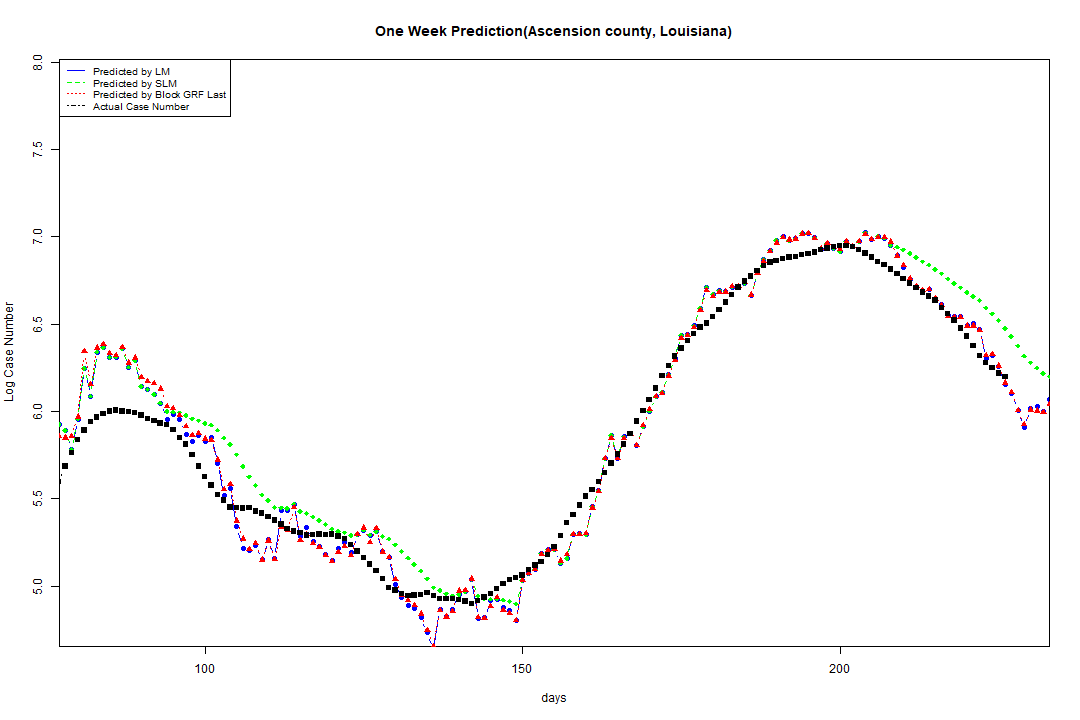 One Week Prediction(Ascension county, Louisiana)
8.0
Predicted by LM
Predicted by SLM
Predicted by Block GRF Last
Actual Case Number
7.5
7.0
6.5
6.0
5.5
5.0
Log Case Number
100
150
200
days